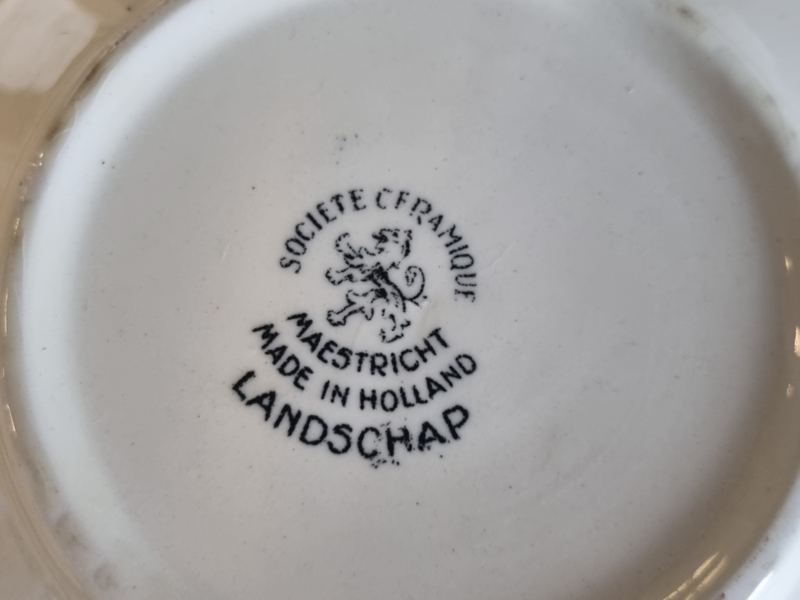 SOCIETE CERAMIQUE
MAESTRICHT
MADE IN HOLLAND
LANDSCHAP